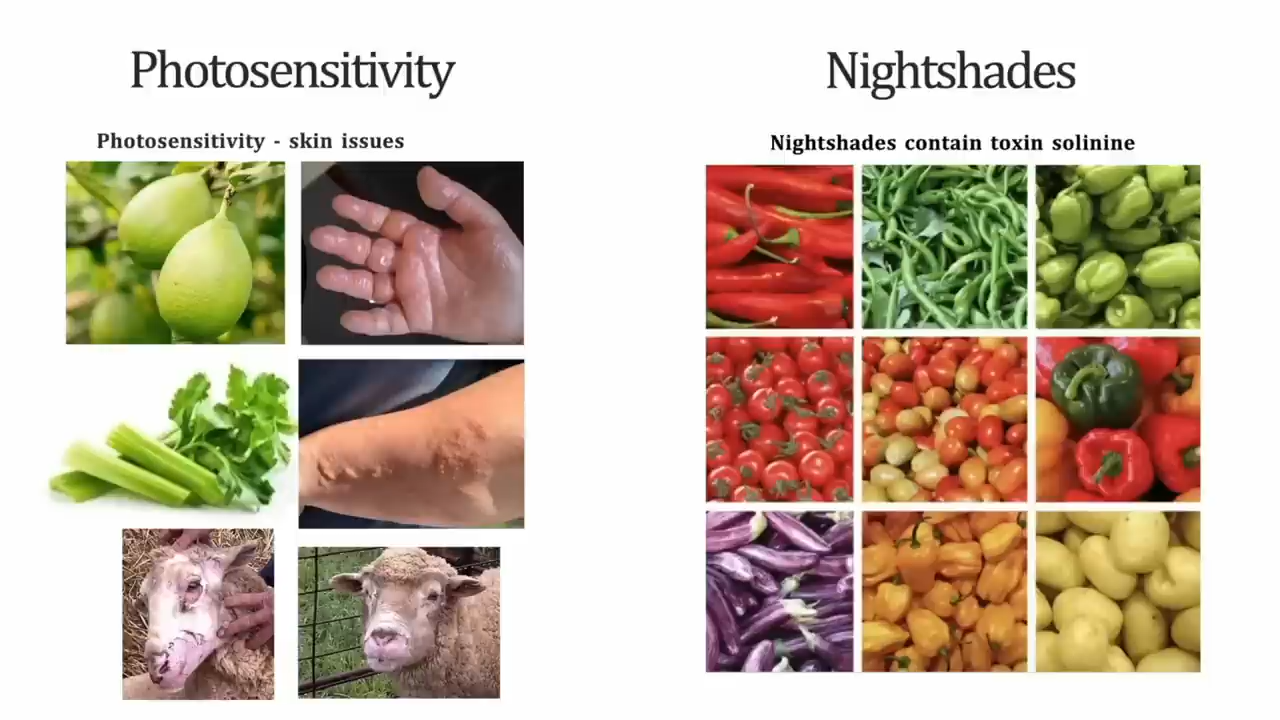 Photosensitivity
Photosensitivity - skin issues
Nightshades
Nightshades contain toxin solinine